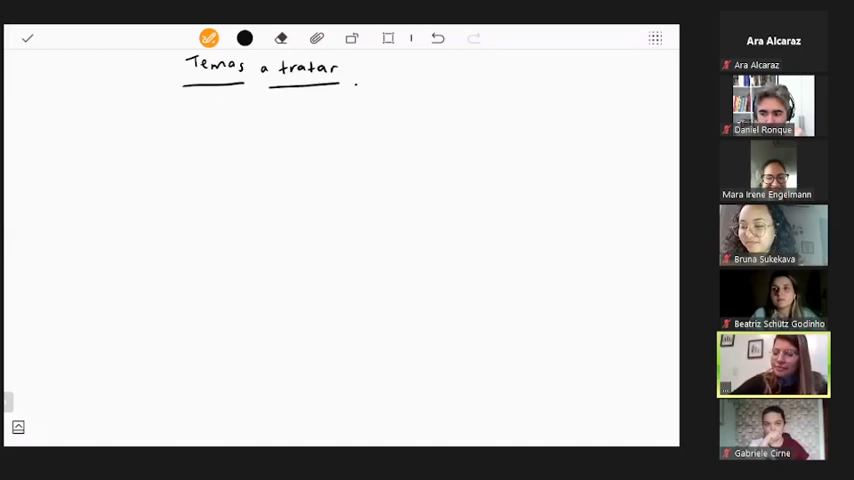 Temas a tratar.
Ara Alcaraz
Ara Alcaraz
Daniel Ronque
Mara Irene Engelmann
Bruna Sukekava
Beatriz Schütz Godinho
Gabriele Cirne